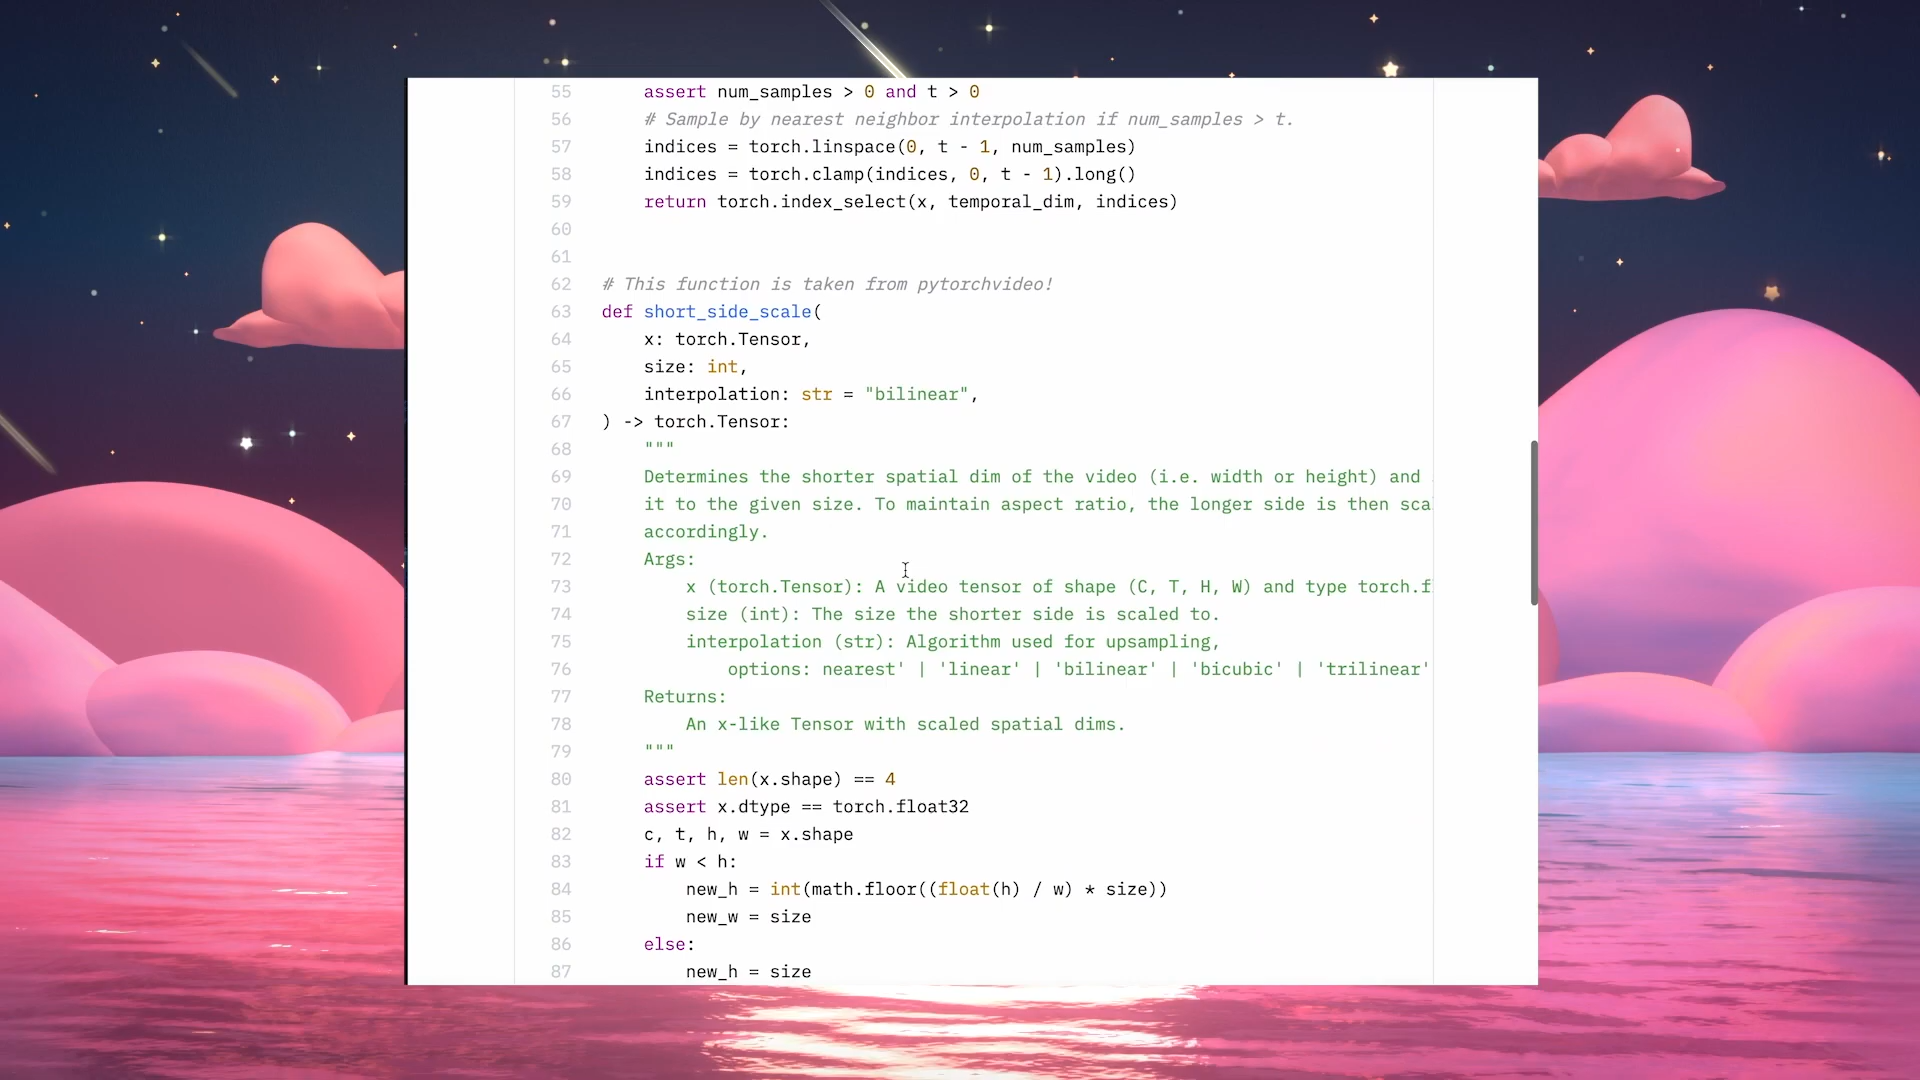 55 assert num_samples > 0 and t > 0
56 # Sample by nearest neighbor interpolation if num_samples > t.
57 indices = torch.linspace(0, t - 1, num_samples)
58 indices = torch.clamp(indices, 0, t - 1).long()
59 return torch.index_select(x, temporal_dim, indices)
60
61
62 # This function is taken from pytorchvideo!
63 def short_side_scale(
64 x: torch.Tensor,
65 size: int,
66 interpolation: str = "bilinear",
67 ) -> torch.Tensor:
68 """
69 Determines the shorter spatial dim of the video (i.e. width or height) and
70 it to the given size. To maintain aspect ratio, the longer side is then sca
71 accordingly.
72 Args:
73 x (torch.Tensor): A video tensor of shape (C, T, H, W) and type torch.f
74 size (int): The size the shorter side is scaled to.
75 interpolation (str): Algorithm used for upsampling,
76 options: nearest' | 'linear' | 'bilinear' | 'bicubic' | 'trilinear'
77 Returns:
78 An x-like Tensor with scaled spatial dims.
79 """
80 assert len(x.shape) == 4
81 assert x.dtype == torch.float32
82 c, t, h, w = x.shape
83 if w < h:
84 new_h = int(math.floor((float(h) / w) * size))
85 new_w = size
86 else:
87 new_h = size